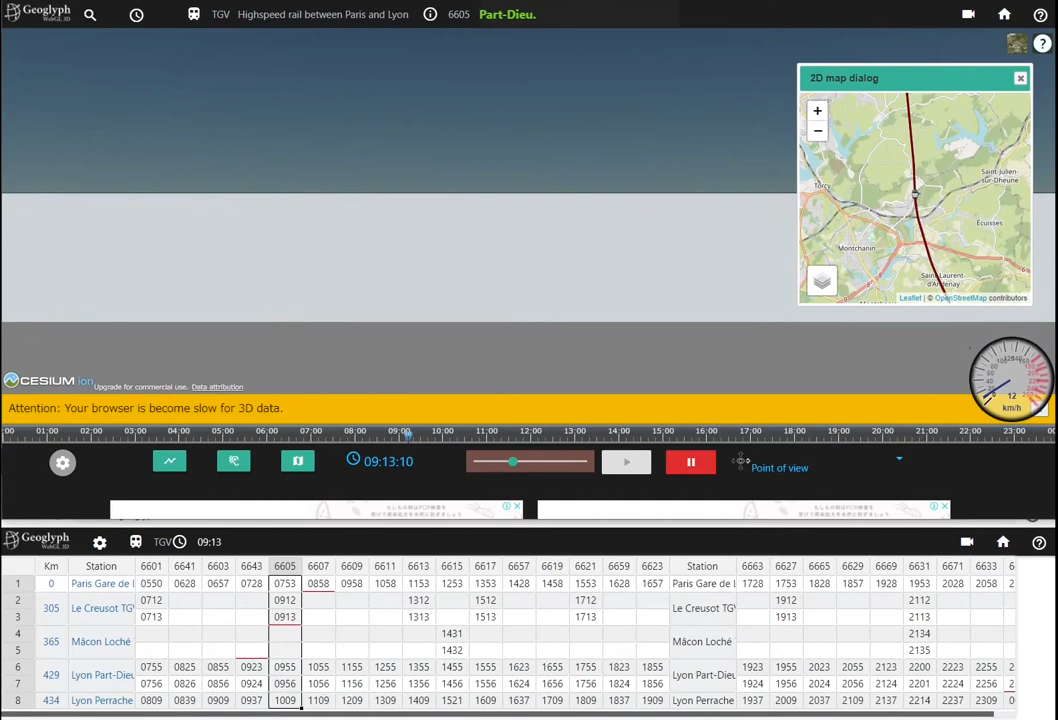 Geoglyph
WebGL 3D
TGV Highspeed rail between Paris and Lyon 6605 Part-Dieu.
2D map dialog
+
−
Saint-Julien-
sur-Dheune
Torcy
Écuisses
Montchanin
Saint-Laurent-
d'Andenay
Leaflet | © OpenStreetMap contributors
CESIUM ion Upgrade for commercial use. Data attribution
12
km/h
Attention: Your browser is become slow for 3D data.
01:00 02:00 03:00 04:00 05:00 06:00 07:00 08:00 09:00 10:00 11:00 12:00 13:00 14:00 15:00 16:00 17:00 18:00 19:00 20:00 21:00 22:00 23:00
09:13:10 Point of view
Geoglyph
WebGL 3D
TGV 09:13
Km Station 6601 6641 6603 6643 6605 6607 6609 6611 6613 6615 6617 6657 6619 6621 6659 6623 Station 6663 6627 6665 6629 6669 6631 6671 6673 6
1 0 Paris Gare de L 0550 0628 0657 0728 0753 0858 0958 1058 1153 1253 1353 1428 1458 1553 1628 1657 Paris Gare de L 1728 1753 1828 1857 1928 1953 2028 2058 2
2 0712 0912 1312 1512 1712 1912 2112
305 Le Creusot TGV Le Creusot TGV
3 0713 0913 1313 1513 1713 1913 2113
4 1431 2134
365 Mâcon Loché Mâcon Loché
5 1432 2135
6 0755 0825 0855 0923 0955 1055 1155 1255 1355 1455 1555 1623 1655 1755 1823 1855 1923 1955 2023 2055 2123 2200 2223 2255 2
429 Lyon Part-Dieu Lyon Part-Dieu
7 0756 0826 0856 0924 0956 1056 1156 1256 1356 1456 1556 1624 1656 1756 1824 1856 1924 1956 2024 2056 2124 2201 2224 2256 2
8 434 Lyon Perrache 0809 0839 0909 0937 1009 1109 1209 1309 1409 1521 1609 1637 1709 1809 1837 1909 Lyon Perrache 1937 2009 2037 2109 2137 2214 2237 2309 0